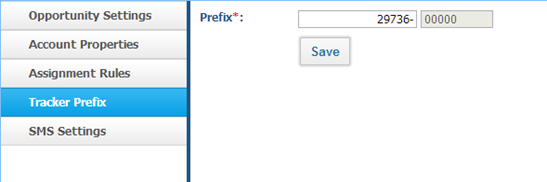 Opportunity Settings
Account Properties
Assignment Rules
Tracker Prefix
SMS Settings
Prefix*: 29736- 00000
Save